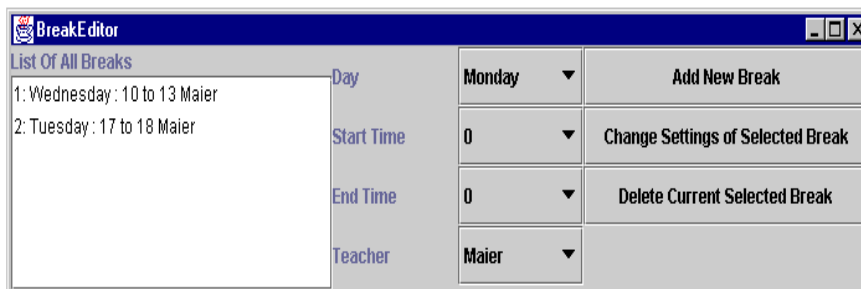 BreakEditor
List Of All Breaks
1: Wednesday : 10 to 13 Maier
2: Tuesday : 17 to 18 Maier
Day
Monday
Add New Break
Start Time
0
Change Settings of Selected Break
End Time
0
Delete Current Selected Break
Teacher
Maier